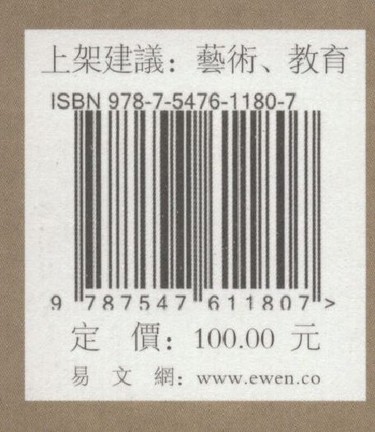 上架建議：藝術、教育
ISBN 978-7-5476-1180-7
9 787547 611807 >
定 價：100.00 元
易 文 網：www.ewen.co